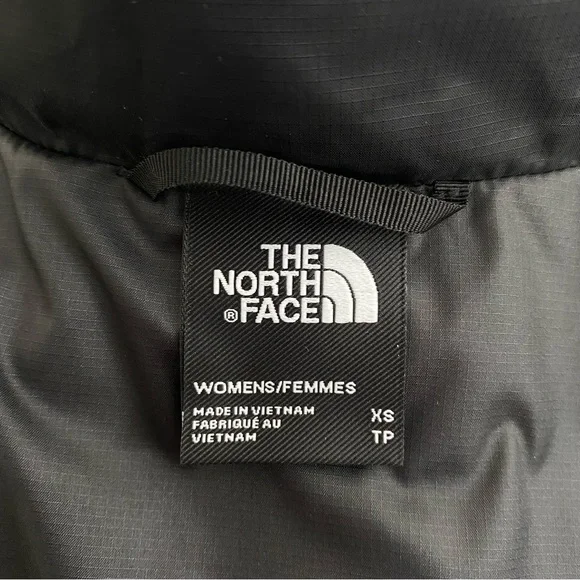 THE
NORTH
® FACE
WOMENS/FEMMES
MADE IN VIETNAM XS
FABRIQUÉ AU
VIETNAM TP